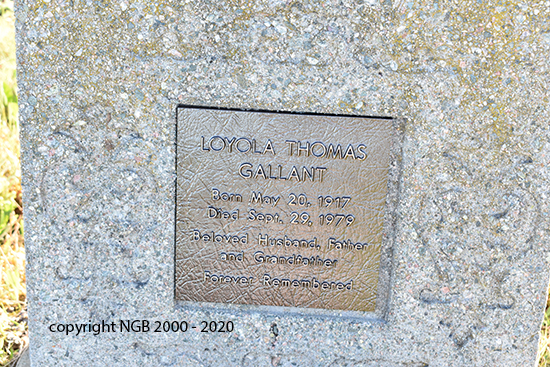 LOYOLA THOMAS
GALLANT
Born May 20, 1917
Died Sept. 29, 1979
Beloved Husband, Father
and Grandfather
Forever Remembered
copyright NGB 2000 - 2020